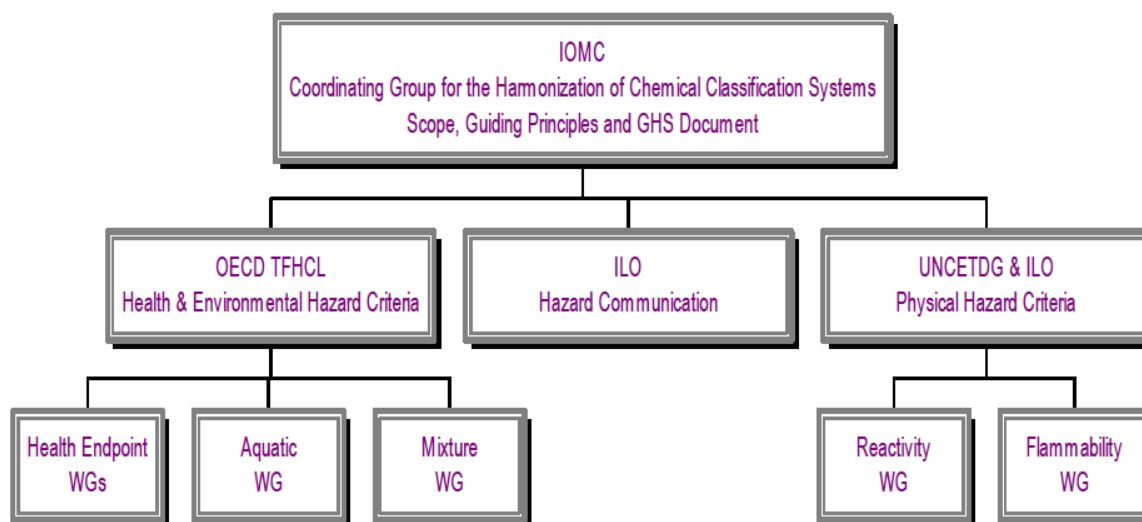 IOMC
Coordinating Group for the Harmonization of Chemical Classification Systems
Scope, Guiding Principles and GHS Document
OECD TFHCL
Health & Environmental Hazard Criteria
ILO
Hazard Communication
UNCETDG & ILO
Physical Hazard Criteria
Health Endpoint
WGs
Aquatic
WG
Mixture
WG
Reactivity
WG
Flammability
WG